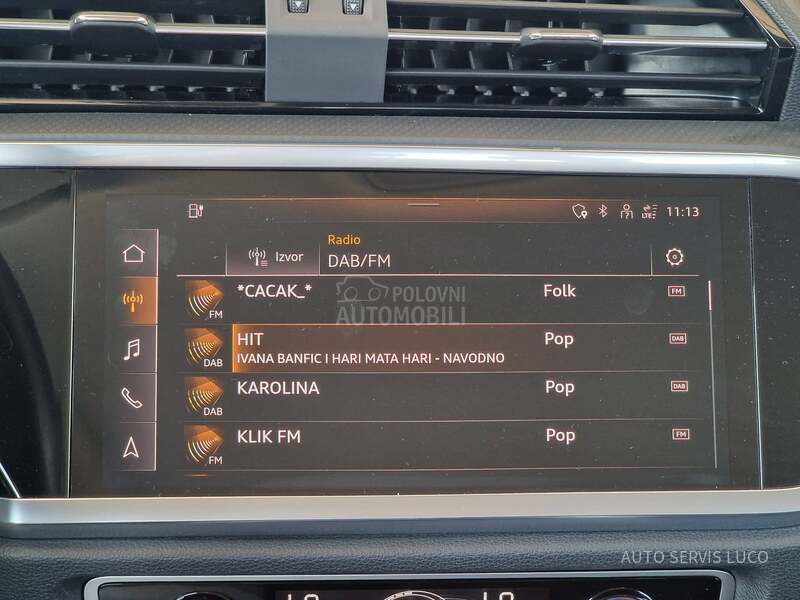 LTE 11:13
Radio
Izvor
DAB/FM
*CACAK_* Folk FM
FM
POLOVNI
AUTOMOBILI
HIT Pop DAB
DAB
IVANA BANFIC I HARI MATA HARI - NAVODNO
KAROLINA Pop DAB
DAB
KLIK FM Pop FM
FM
AUTO SERVIS LUCO